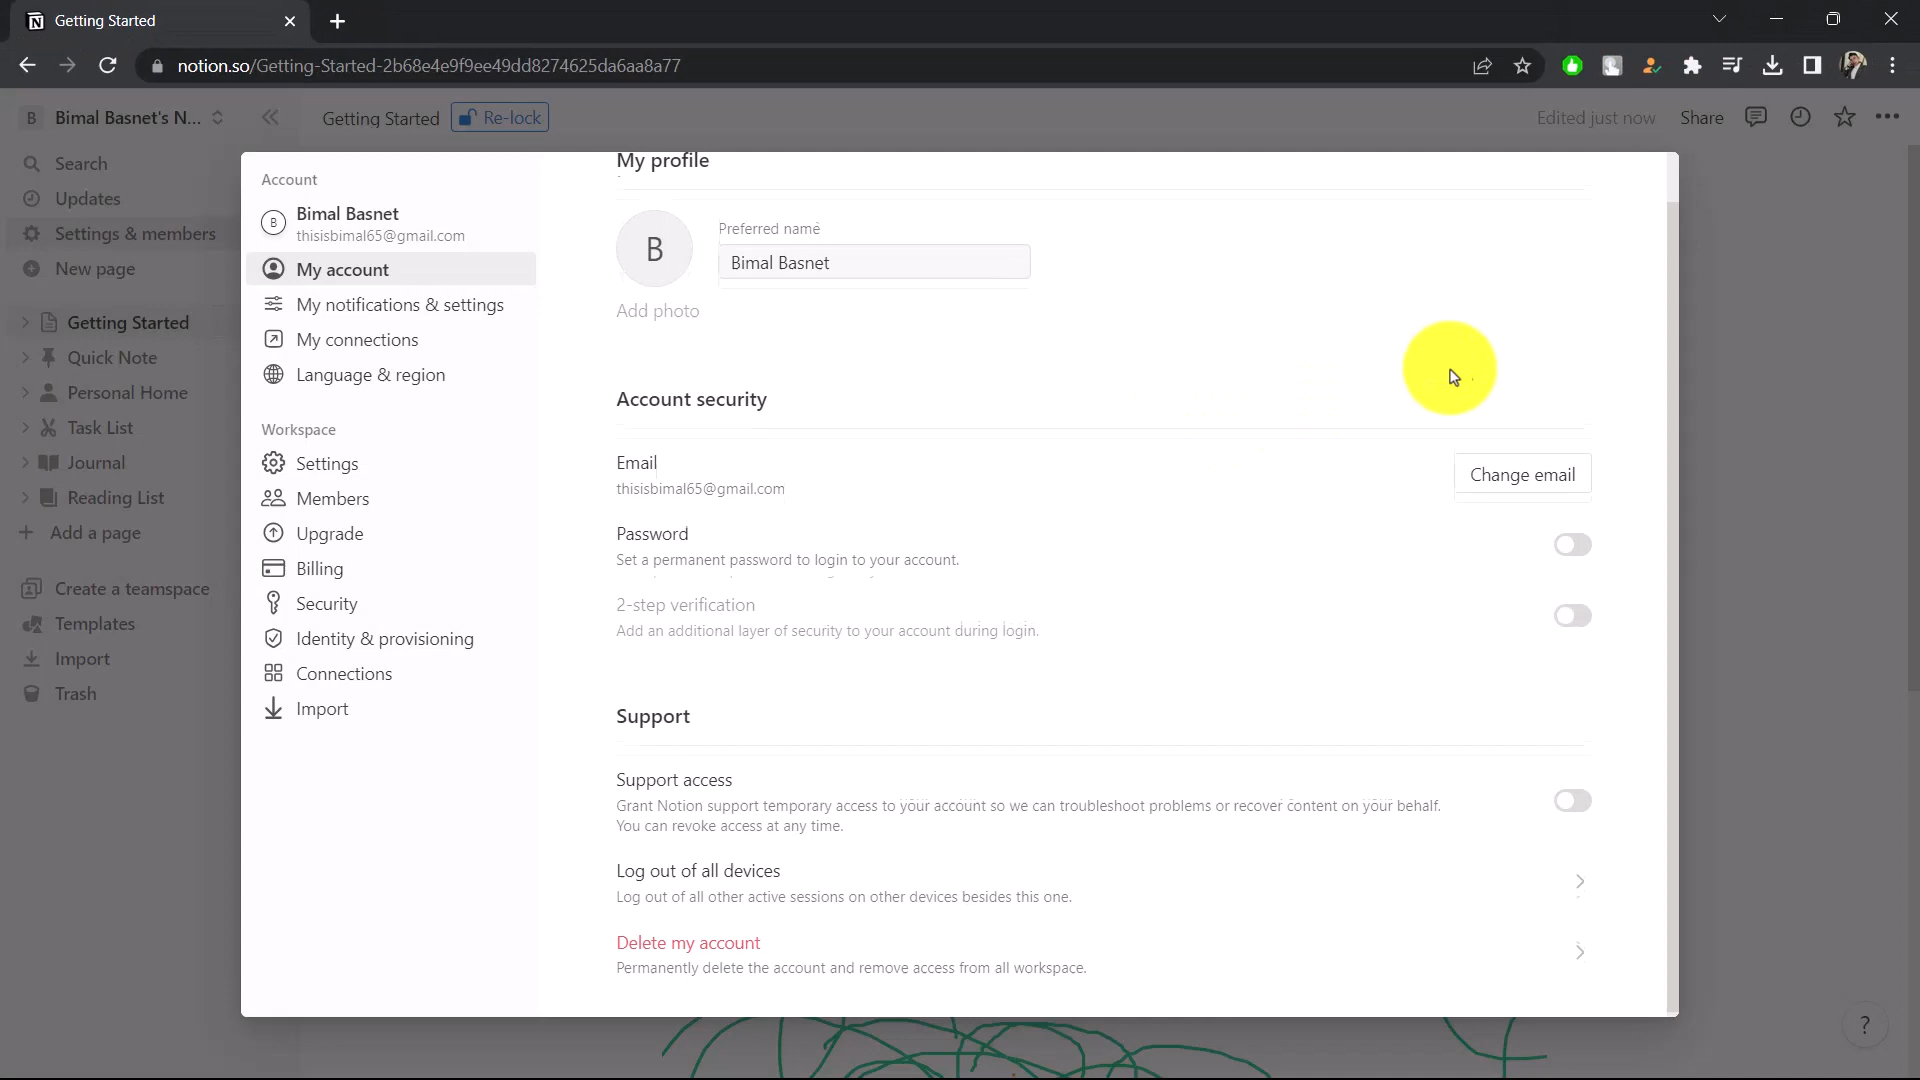 Getting Started
notion.so/Getting-Started-2b68e4e9f9ee49dd8274625da6aa8a77
B Bimal Basnet's N...
Getting Started
Re-lock
Edited just now
Share
Search
Updates
Settings & members
New page
Getting Started
Quick Note
Personal Home
Task List
Journal
Reading List
Add a page
Create a teamspace
Templates
Import
Trash
Account
B
Bimal Basnet
thisisbimal65@gmail.com
My account
My notifications & settings
My connections
Language & region
Workspace
Settings
Members
Upgrade
Billing
Security
Identity & provisioning
Connections
Import
My profile
B
Preferred name
Bimal Basnet
Add photo
Account security
Email
thisisbimal65@gmail.com
Change email
Password
Set a permanent password to login to your account.
2-step verification
Add an additional layer of security to your account during login.
Support
Support access
Grant Notion support temporary access to your account so we can troubleshoot problems or recover content on your behalf.
You can revoke access at any time.
Log out of all devices
Log out of all other active sessions on other devices besides this one.
Delete my account
Permanently delete the account and remove access from all workspace.
?